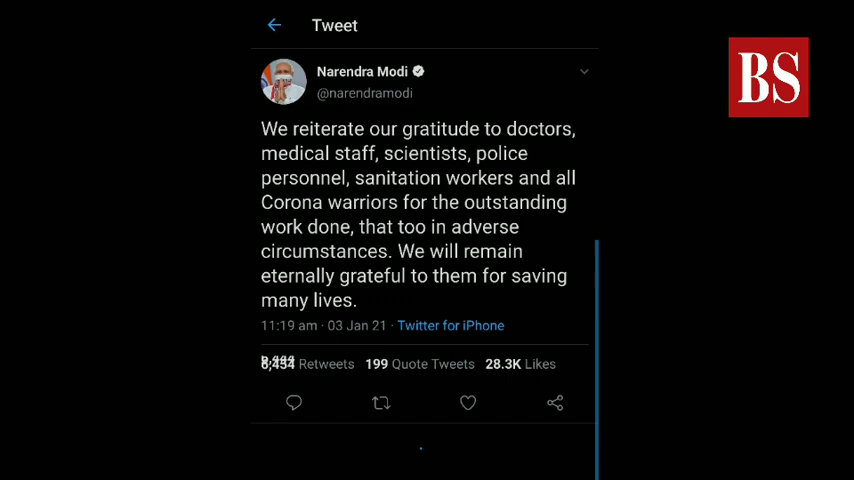 Tweet
BS
Narendra Modi
@narendramodi
We reiterate our gratitude to doctors,
medical staff, scientists, police
personnel, sanitation workers and all
Corona warriors for the outstanding
work done, that too in adverse
circumstances. We will remain
eternally grateful to them for saving
many lives.
11:19 am · 03 Jan 21 · Twitter for iPhone
Retweets 199 Quote Tweets 28.3K Likes